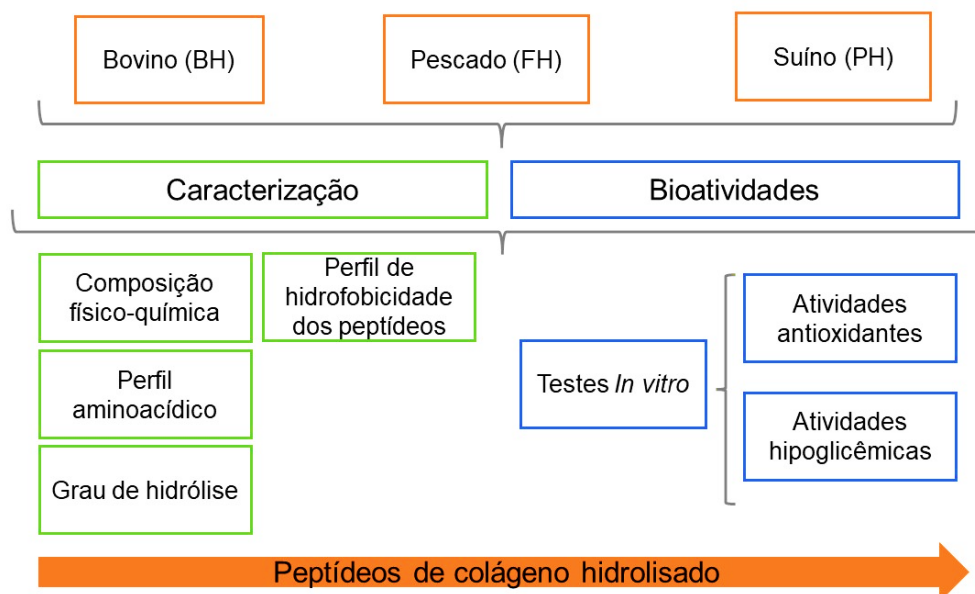 Bovino (BH)
Pescado (FH)
Suíno (PH)
Caracterização
Bioatividades
Composição
físico-química
Perfil de
hidrofobicidade
dos peptídeos
Perfil
aminoacídico
Grau de hidrólise
Testes In vitro
Atividades
antioxidantes
Atividades
hipoglicêmicas
Peptídeos de colágeno hidrolisado